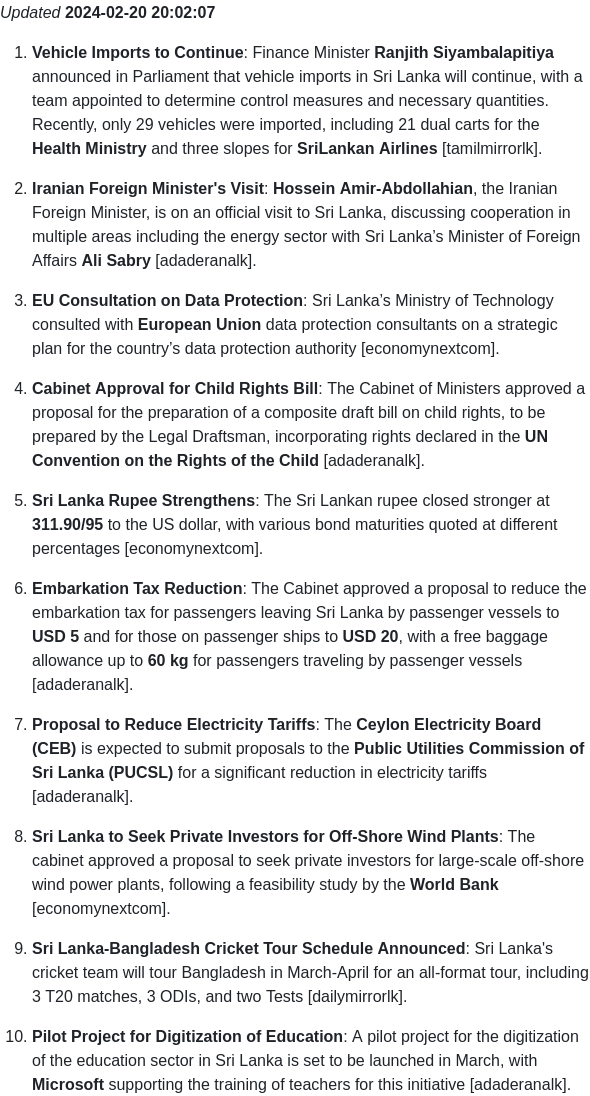 Updated 2024-02-20 20:02:07
1. Vehicle Imports to Continue: Finance Minister Ranjith Siyambalapitiya
announced in Parliament that vehicle imports in Sri Lanka will continue, with a
team appointed to determine control measures and necessary quantities.
Recently, only 29 vehicles were imported, including 21 dual carts for the
Health Ministry and three slopes for SriLankan Airlines [tamilmirrorlk].
2. Iranian Foreign Minister's Visit: Hossein Amir-Abdollahian, the Iranian
Foreign Minister, is on an official visit to Sri Lanka, discussing cooperation in
multiple areas including the energy sector with Sri Lanka’s Minister of Foreign
Affairs Ali Sabry [adaderanalk].
3. EU Consultation on Data Protection: Sri Lanka’s Ministry of Technology
consulted with European Union data protection consultants on a strategic
plan for the country’s data protection authority [economynextcom].
4. Cabinet Approval for Child Rights Bill: The Cabinet of Ministers approved a
proposal for the preparation of a composite draft bill on child rights, to be
prepared by the Legal Draftsman, incorporating rights declared in the UN
Convention on the Rights of the Child [adaderanalk].
5. Sri Lanka Rupee Strengthens: The Sri Lankan rupee closed stronger at
311.90/95 to the US dollar, with various bond maturities quoted at different
percentages [economynextcom].
6. Embarkation Tax Reduction: The Cabinet approved a proposal to reduce the
embarkation tax for passengers leaving Sri Lanka by passenger vessels to
USD 5 and for those on passenger ships to USD 20, with a free baggage
allowance up to 60 kg for passengers traveling by passenger vessels
[adaderanalk].
7. Proposal to Reduce Electricity Tariffs: The Ceylon Electricity Board
(CEB) is expected to submit proposals to the Public Utilities Commission of
Sri Lanka (PUCSL) for a significant reduction in electricity tariffs
[adaderanalk].
8. Sri Lanka to Seek Private Investors for Off-Shore Wind Plants: The
cabinet approved a proposal to seek private investors for large-scale off-shore
wind power plants, following a feasibility study by the World Bank
[economynextcom].
9. Sri Lanka-Bangladesh Cricket Tour Schedule Announced: Sri Lanka's
cricket team will tour Bangladesh in March-April for an all-format tour, including
3 T20 matches, 3 ODIs, and two Tests [dailymirrorlk].
10. Pilot Project for Digitization of Education: A pilot project for the digitization
of the education sector in Sri Lanka is set to be launched in March, with
Microsoft supporting the training of teachers for this initiative [adaderanalk].